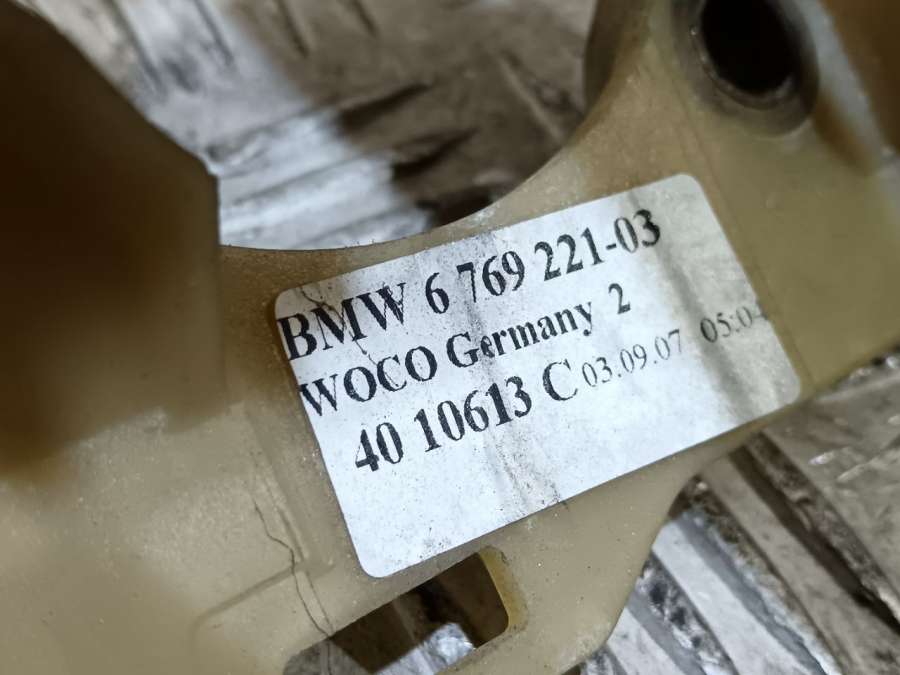 BMW 6 769 221-03
WOCO Germany 2
40 10613 C 03.09.07